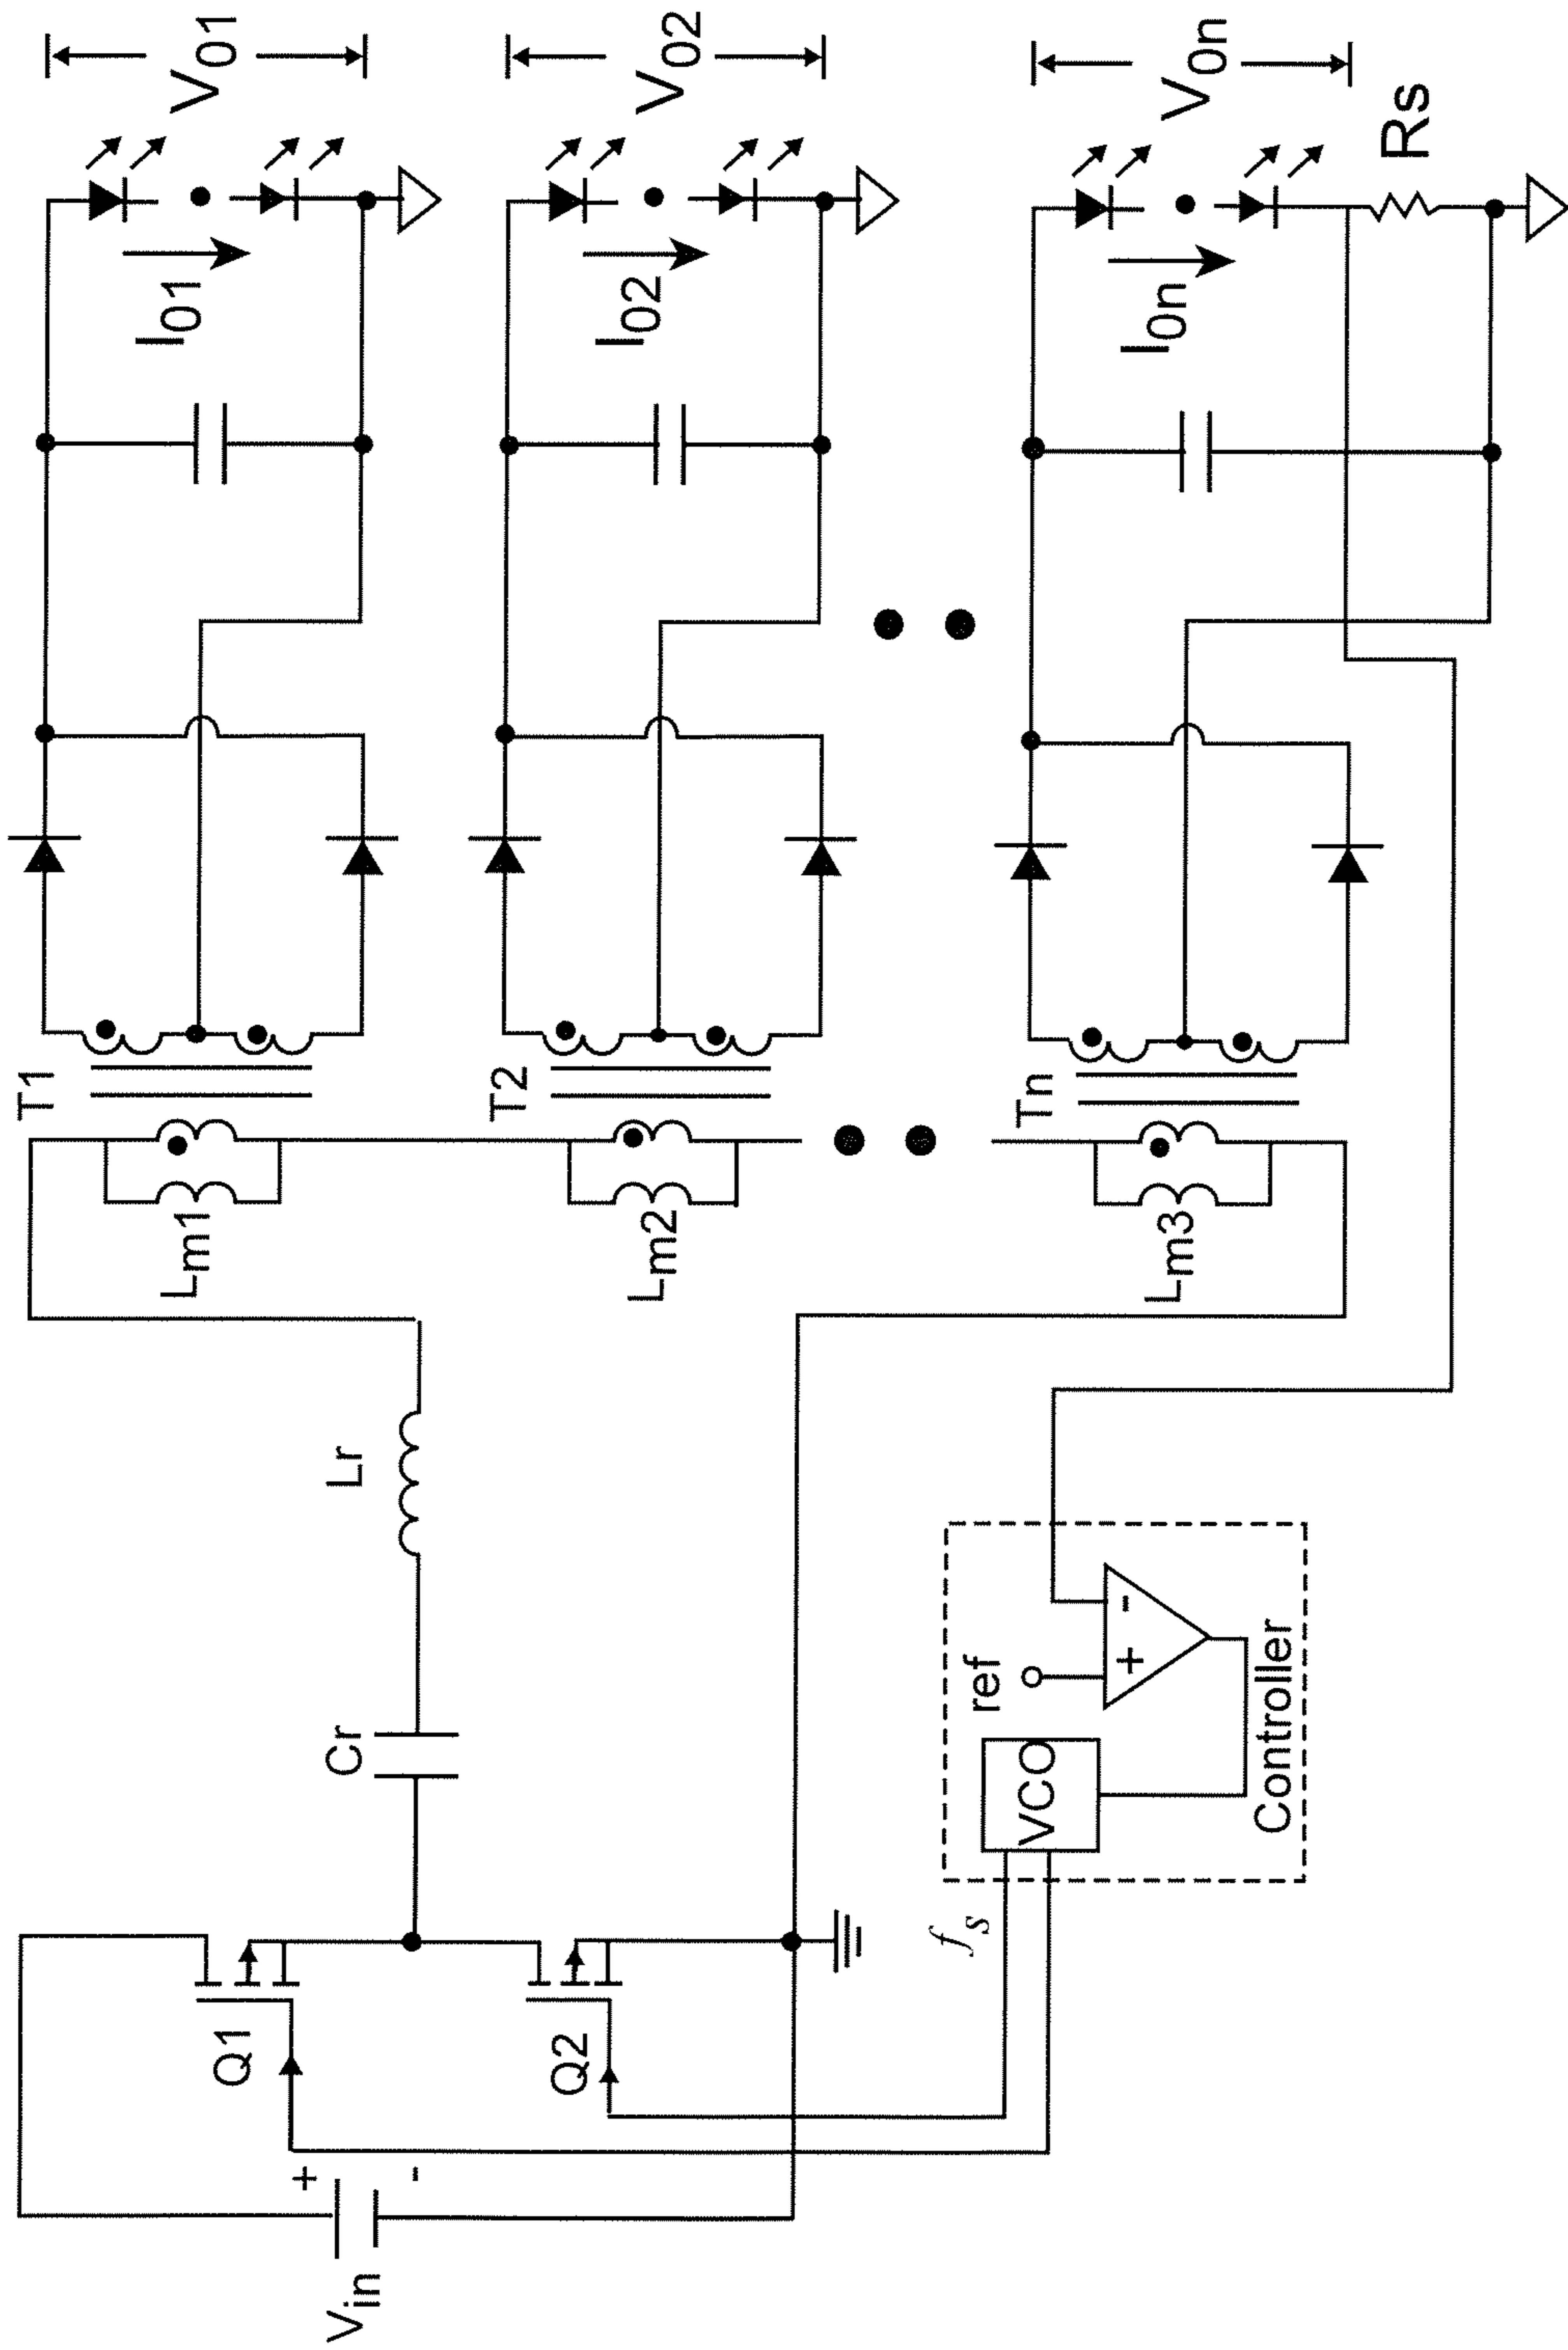 V01
I01
T1
Lm1
V02
I02
T2
Lm2
V0n
I0n
Rs
Tn
Lm3
Lr
Cr
Q1
Q2
+
-
Vin
fs
VCO
ref
+
-
Controller